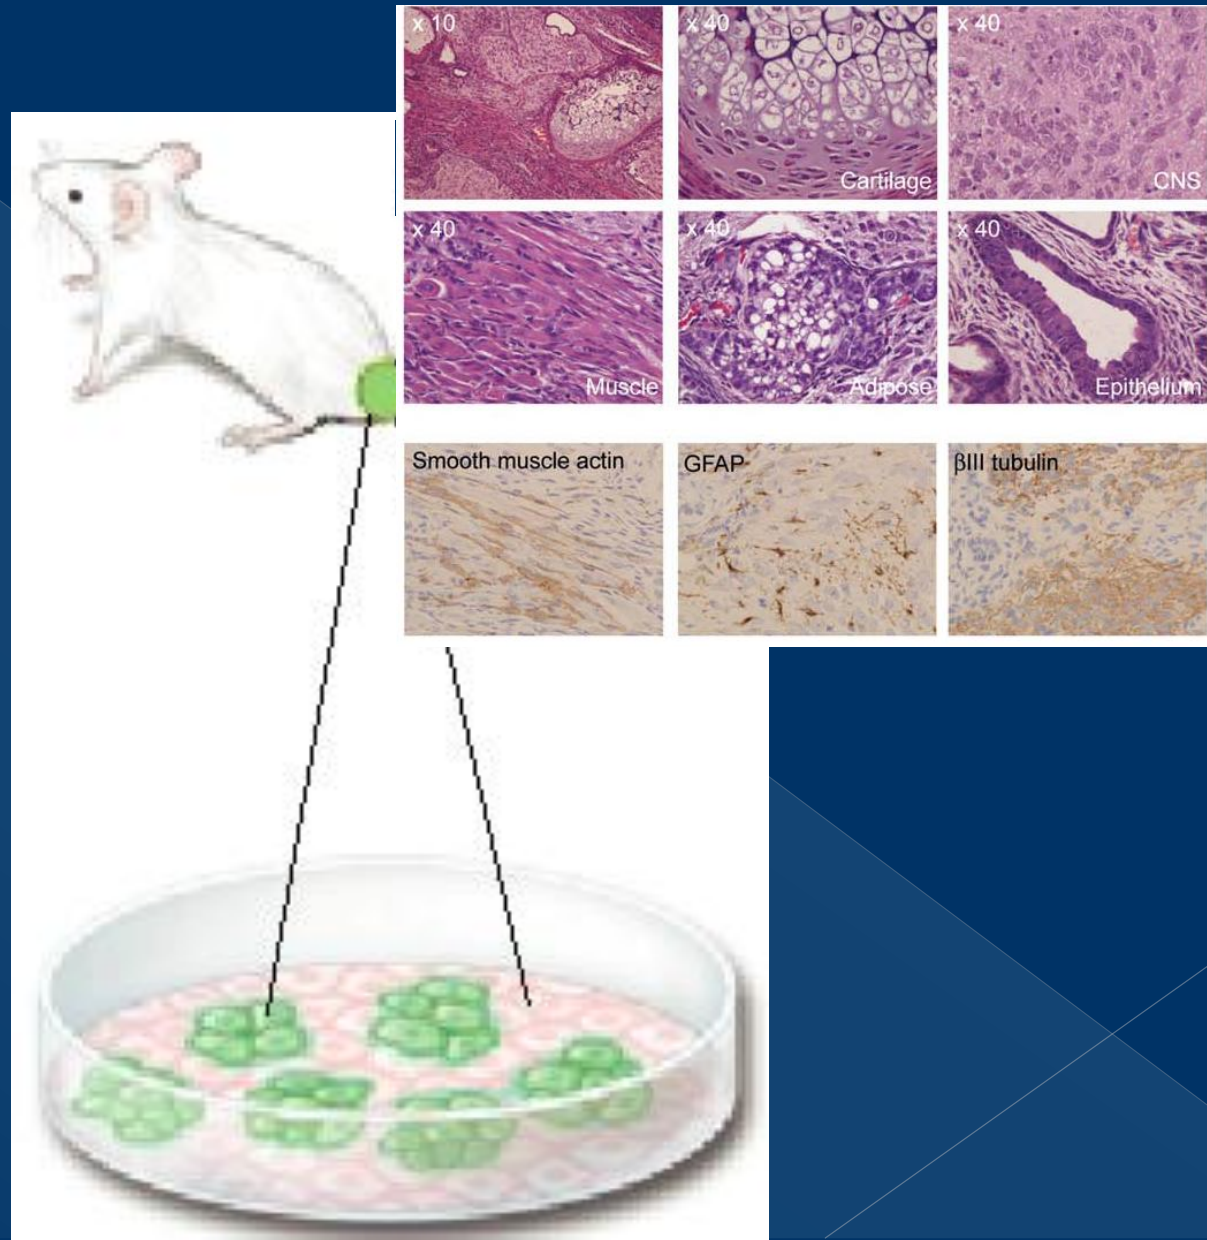 x 10
x 40
Cartilage
x 40
CNS
x 40
Muscle
x 40
Adipose
x 40
Epithelium
Smooth muscle actin
GFAP
βIII tubulin